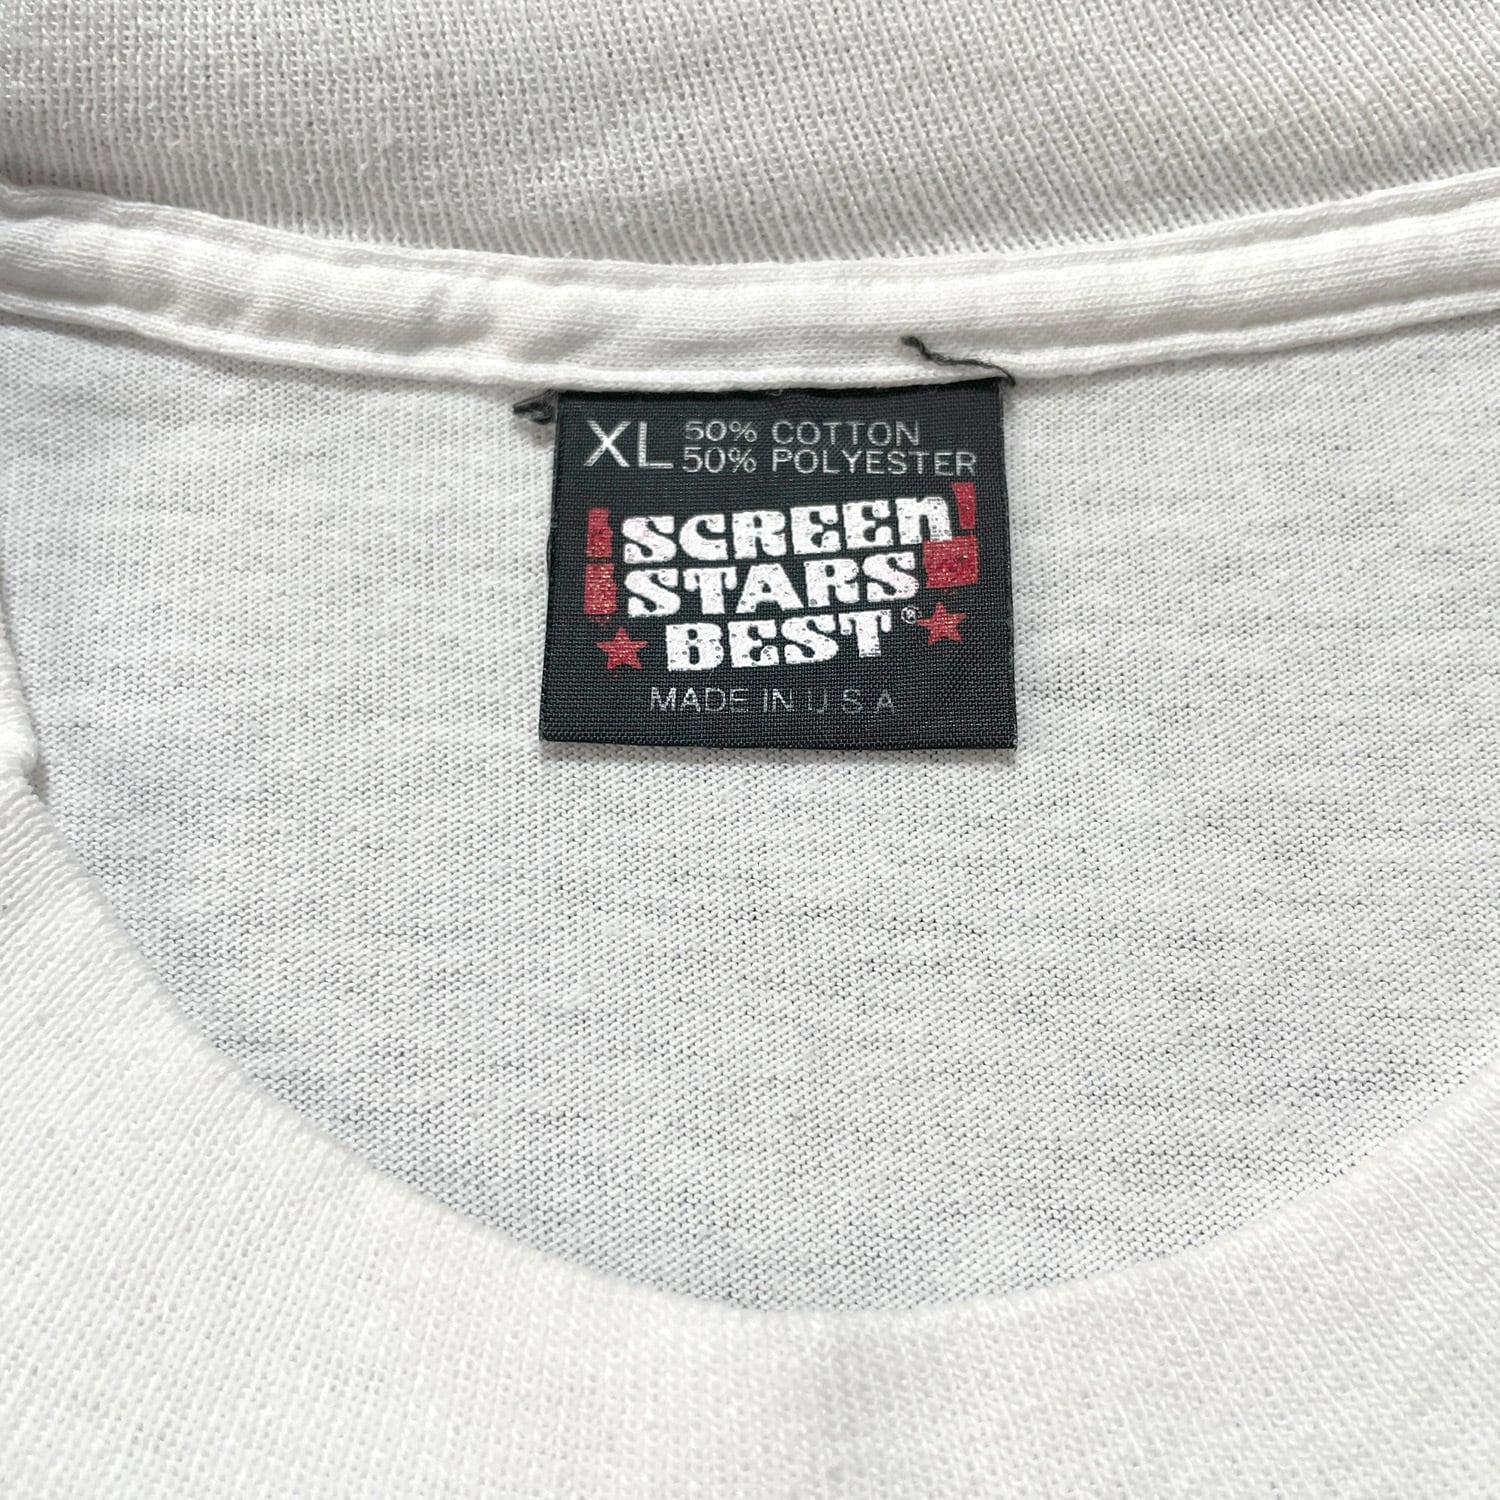 XL 50% COTTON
50% POLYESTER
SCREEn
STARS
BEST®
MADE IN U S A